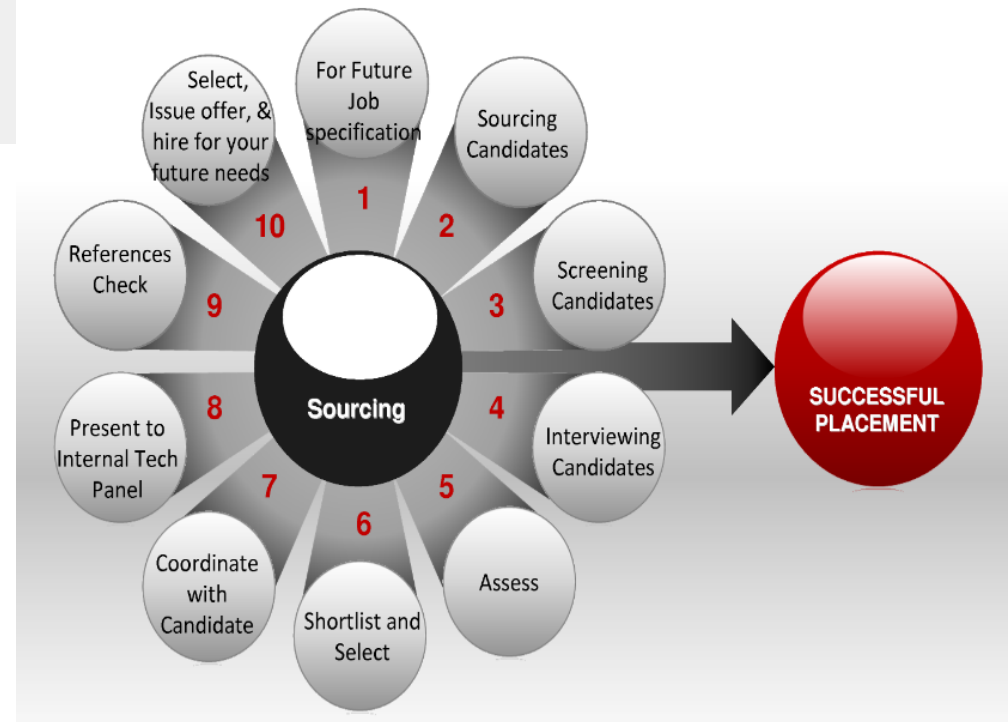 For Future
Job
specification
1
Sourcing
Candidates
2
Screening
Candidates
3
Interviewing
Candidates
4
Assess
5
Shortlist and
Select
6
Coordinate
with
Candidate
7
Present to
Internal Tech
Panel
8
References
Check
9
Select,
Issue offer, &
hire for your
future needs
10
Sourcing
SUCCESSFUL
PLACEMENT